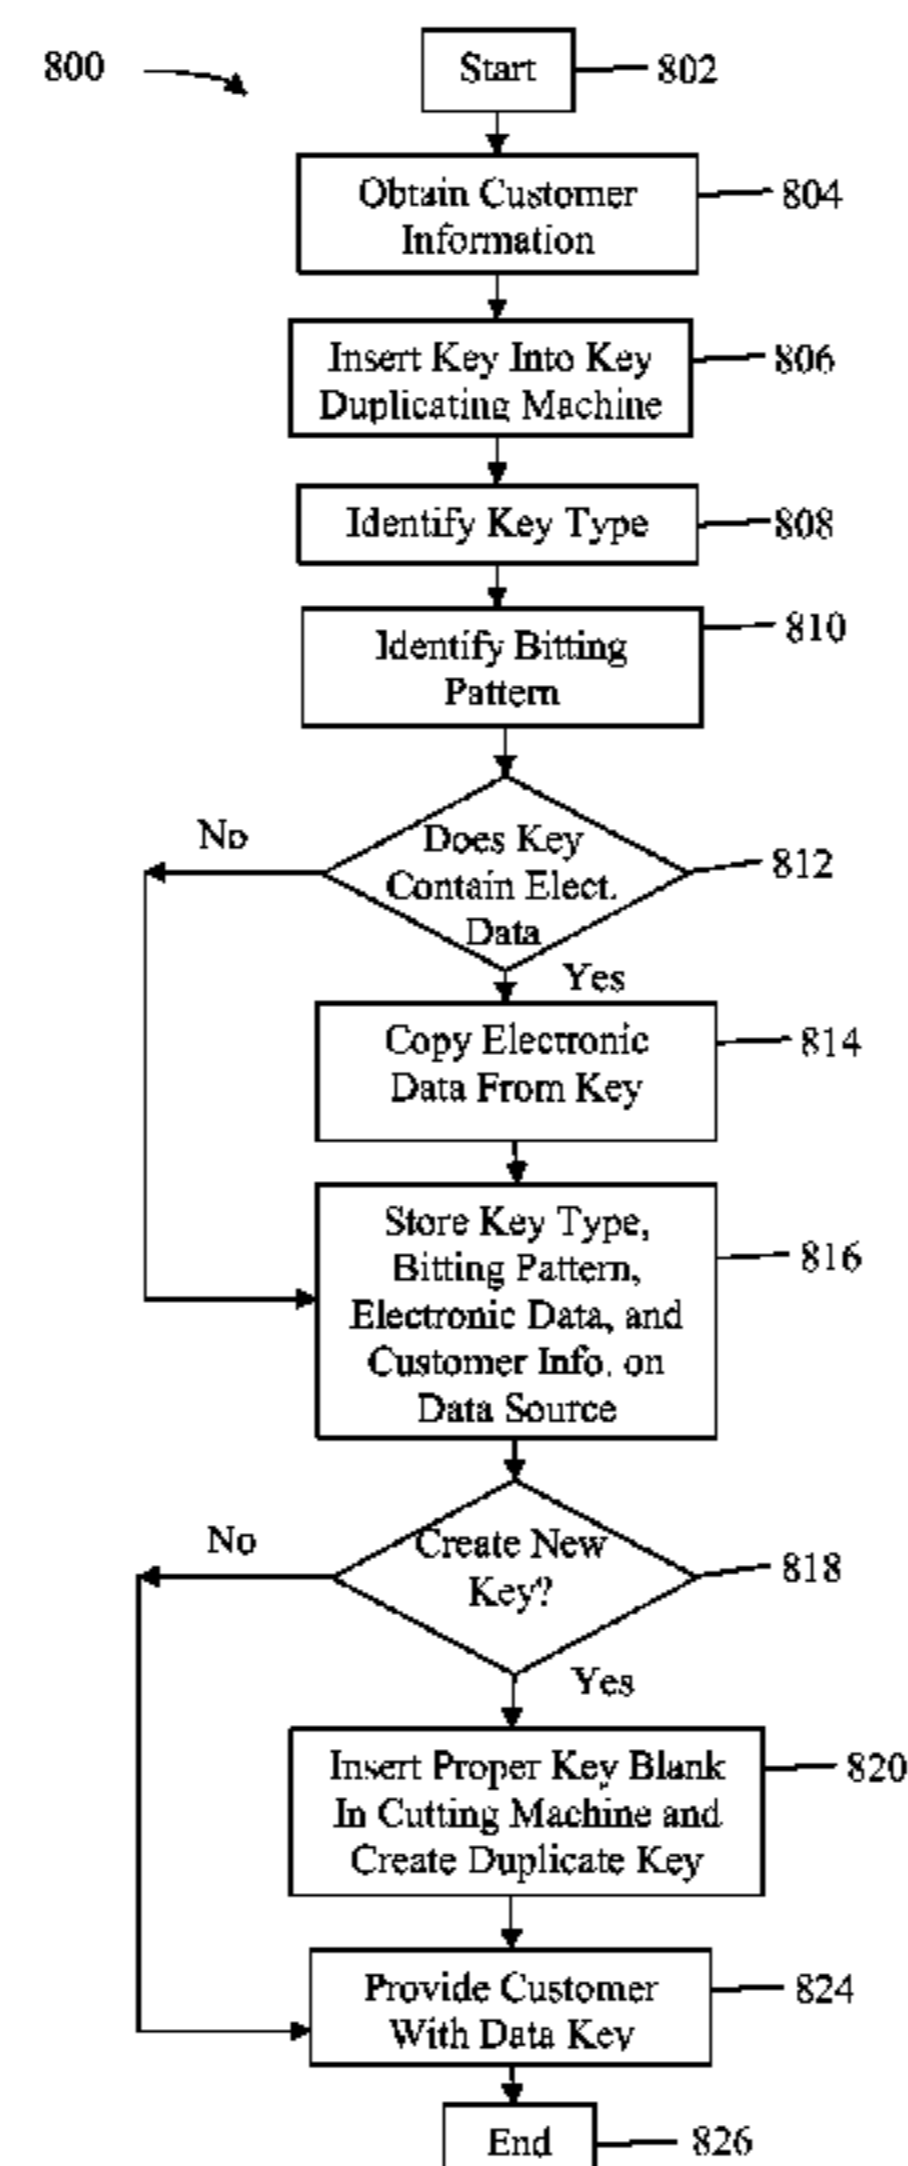 800
Start
802
Obtain Customer
Information
804
Insert Key Into Key
Duplicating Machine
806
Identify Key Type
808
Identify Bitting
Pattern
810
Does Key
Contain Elect.
Data
812
No
Yes
Copy Electronic
Data From Key
814
Store Key Type,
Bitting Pattern,
Electronic Data, and
Customer Info. on
Data Source
816
Create New
Key?
818
No
Yes
Insert Proper Key Blank
In Cutting Machine and
Create Duplicate Key
820
Provide Customer
With Data Key
824
End
826